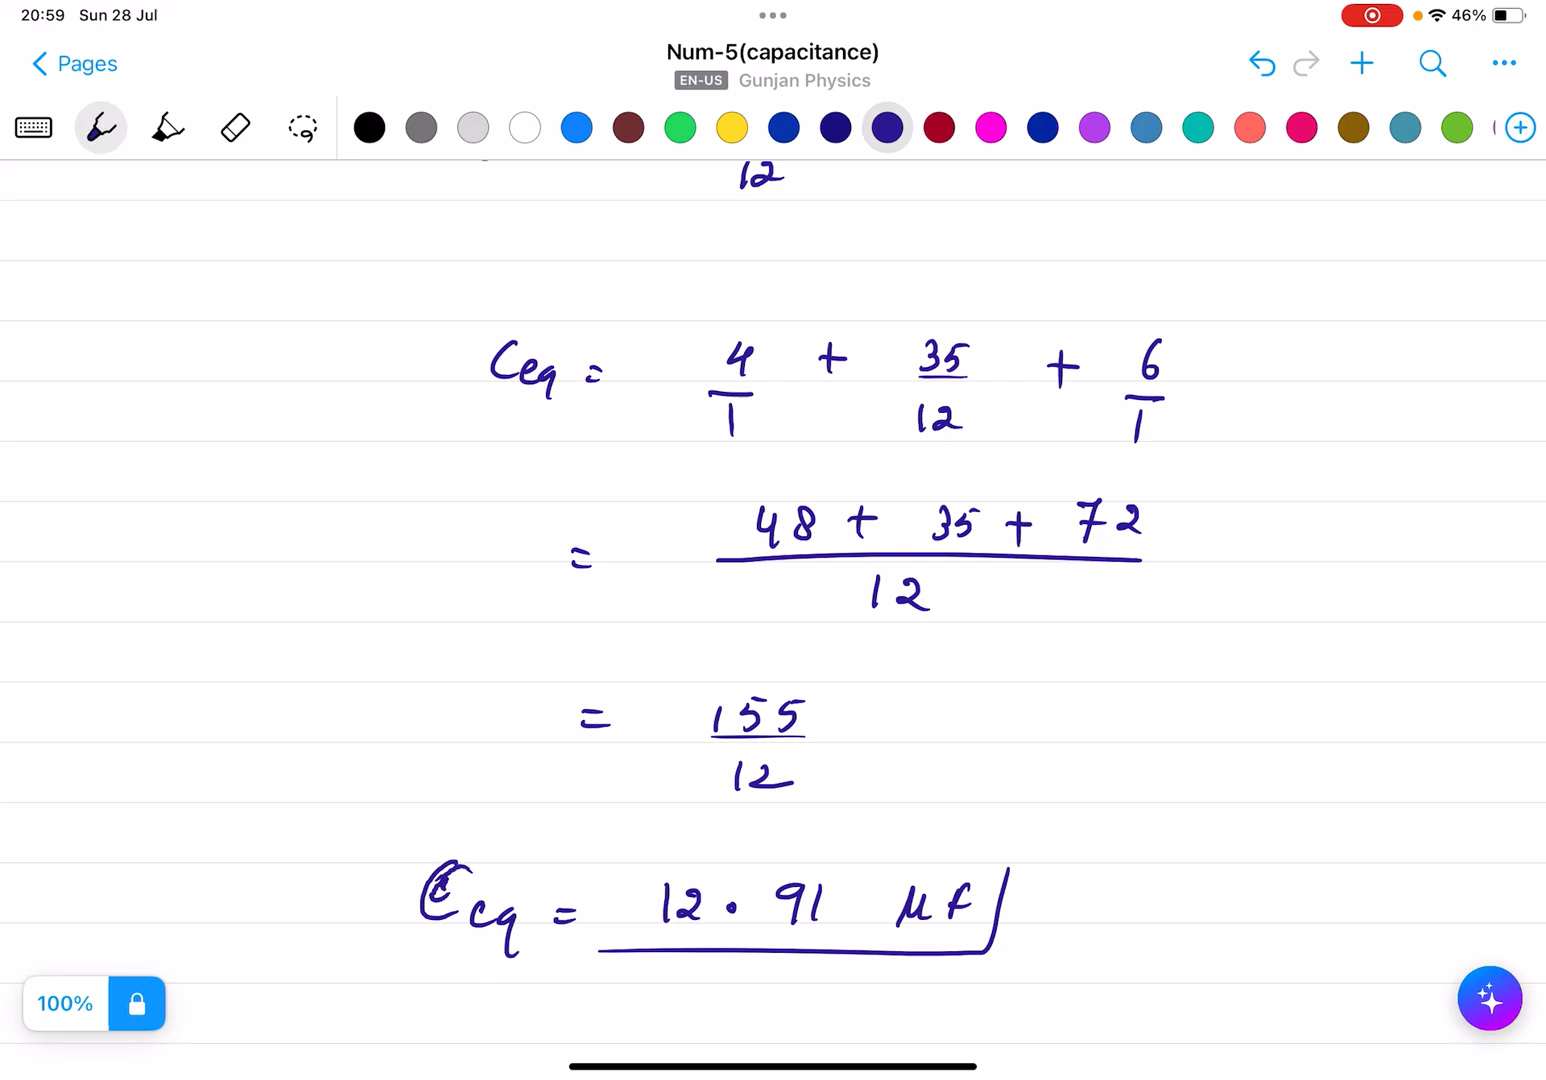 20:59 Sun 28 Jul
46%
Pages
Num-5(capacitance)
EN-US Gunjan Physics
12
Ceq = 4/1 + 35/12 + 6/1
= 48 + 35 + 72 / 12
= 155/12
Ceq = 12.91 μf
100%